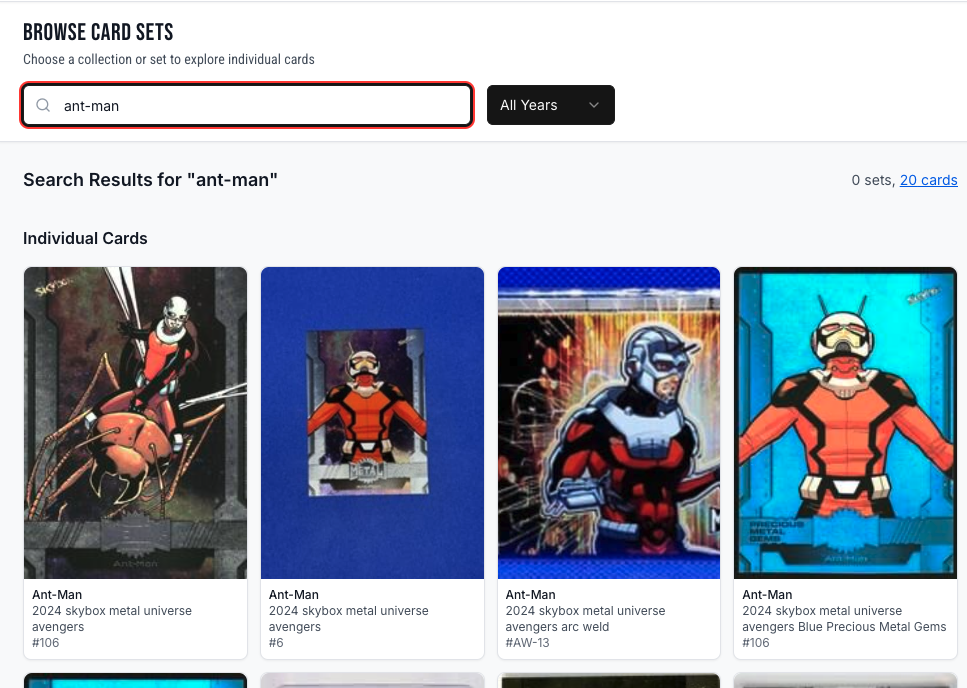 BROWSE CARD SETS
Choose a collection or set to explore individual cards
ant-man
All Years
Search Results for "ant-man"
0 sets, 20 cards
Individual Cards
SKYBOX
Ant-Man
METAL
SKYBOX
PRECIOUS
METAL
GEMS
Ant-Man
Ant-Man
2024 skybox metal universe
avengers
#106
Ant-Man
2024 skybox metal universe
avengers
#6
Ant-Man
2024 skybox metal universe
avengers arc weld
#AW-13
Ant-Man
2024 skybox metal universe
avengers Blue Precious Metal Gems
#106